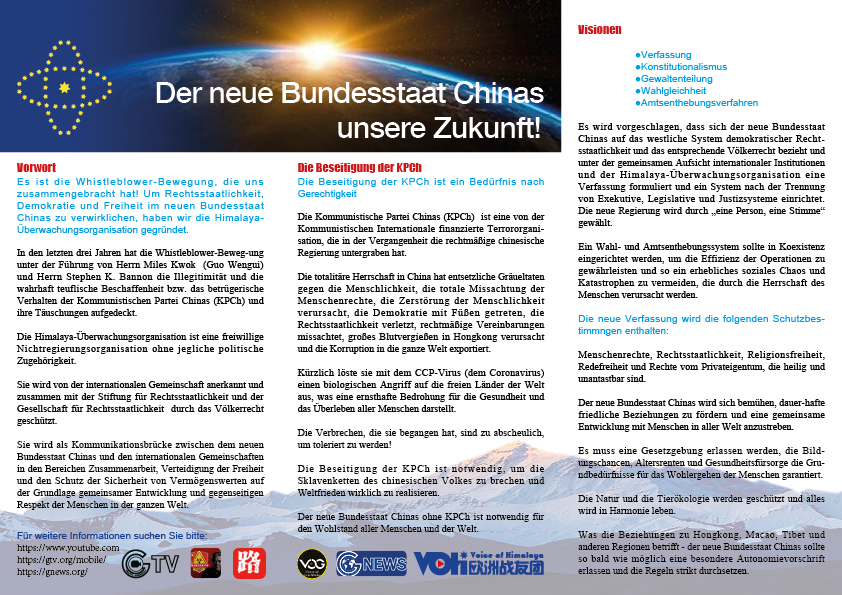 Der neue Bundesstaat Chinas
unsere Zukunft!
Vorwort
Es ist die Whistleblower-Bewegung, die uns
zusammengebracht hat! Um Rechtsstaatlichkeit,
Demokratie und Freiheit im neuen Bundesstaat
Chinas zu verwirklichen, haben wir die Himalaya-
Überwachungsorganisation gegründet.
In den letzten drei Jahren hat die Whistleblower-Beweg-ung
unter der Führung von Herrn Miles Kwok (Guo Wengui)
und Herrn Stephen K. Bannon die Illegitimität und die
wahrhaft teuflische Beschaffenheit bzw. das betrügerische
Verhalten der Kommunistischen Partei Chinas (KPCh) und
ihre Täuschungen aufgedeckt.
Die Himalaya-Überwachungsorganisation ist eine freiwillige
Nichtregierungsorganisation ohne jegliche politische
Zugehörigkeit.
Sie wird von der internationalen Gemeinschaft anerkannt und
zusammen mit der Stiftung für Rechtsstaatlichkeit und der
Gesellschaft für Rechtsstaatlichkeit durch das Völkerrecht
geschützt.
Sie wird als Kommunikationsbrücke zwischen dem neuen
Bundesstaat Chinas und den internationalen Gemeinschaften
in den Bereichen Zusammenarbeit, Verteidigung der Freiheit
und den Schutz der Sicherheit von Vermögenswerten auf
der Grundlage gemeinsamer Entwicklung und gegenseitigen
Respekt der Menschen in der ganzen Welt.
Für weitere Informationen suchen Sie bitte:
https://www.youtube.com
https://gtv.org/mobile/
https://gnews.org/
GTV
Die Beseitigung der KPCh
Die Beseitigung der KPCh ist ein Bedürfnis nach
Gerechtigkeit
Die Kommunistische Partei Chinas (KPCh) ist eine von der
Kommunistischen Internationale finanzierte Terrororgani-
sation, die in der Vergangenheit die rechtmäßige chinesische
Regierung untergraben hat.
Die totalitäre Herrschaft in China hat entsetzliche Gräueltaten
gegen die Menschlichkeit, die totale Missachtung der
Menschenrechte, die Zerstörung der Menschlichkeit
verursacht, die Demokratie mit Füßen getreten, die
Rechtsstaatlichkeit verletzt, rechtmäßige Vereinbarungen
missachtet, großes Blutvergießen in Hongkong verursacht
und die Korruption in die ganze Welt exportiert.
Kürzlich löste sie mit dem CCP-Virus (dem Coronavirus)
einen biologischen Angriff auf die freien Länder der Welt
aus, was eine ernsthafte Bedrohung für die Gesundheit und
das Überleben aller Menschen darstellt.
Die Verbrechen, die sie begangen hat, sind zu abscheulich,
um toleriert zu werden!
Die Beseitigung der KPCh ist notwendig, um die
Sklavenketten des chinesischen Volkes zu brechen und
Weltfrieden wirklich zu realisieren.
Der neue Bundesstaat Chinas ohne KPCh ist notwendig für
den Wohlstand aller Menschen und der Welt.
VOG
GNEWS
VOH Voice of Himalaya
欧洲战友团
Visionen
●Verfassung
●Konstitutionalismus
●Gewaltenteilung
●Wahlgleichheit
●Amtsenthebungsverfahren
Es wird vorgeschlagen, dass sich der neue Bundesstaat
Chinas auf das westliche System demokratischer Recht-
sstaatlichkeit und das entsprechende Völkerrecht bezieht und
unter der gemeinsamen Aufsicht internationaler Institutionen
und der Himalaya-Überwachungsorganisation eine
Verfassung formuliert und ein System nach der Trennung
von Exekutive, Legislative und Justizsysteme einrichtet.
Die neue Regierung wird durch „eine Person, eine Stimme“
gewählt.
Ein Wahl- und Amtsenthebungssystem sollte in Koexistenz
eingerichtet werden, um die Effizienz der Operationen zu
gewährleisten und so ein erhebliches soziales Chaos und
Katastrophen zu vermeiden, die durch die Herrschaft des
Menschen verursacht werden.
Die neue Verfassung wird die folgenden Schutzbes-
timmngen enthalten:
Menschenrechte, Rechtsstaatlichkeit, Religionsfreiheit,
Redefreiheit und Rechte vom Privateigentum, die heilig und
unantastbar sind.
Der neue Bundesstaat Chinas wird sich bemühen, dauer-hafte
friedliche Beziehungen zu fördern und eine gemeinsame
Entwicklung mit Menschen in aller Welt anzustreben.
Es muss eine Gesetzgebung erlassen werden, die Bild-
ungschancen, Altersrenten und Gesundheitsfürsorge die Gru-
ndbedürfnisse für das Wohlergehen der Menschen garantiert.
Die Natur und die Tierökologie werden geschützt und alles
wird in Harmonie leben.
Was die Beziehungen zu Hongkong, Macao, Tibet und
anderen Regionen betrifft - der neue Bundesstaat Chinas sollte
so bald wie möglich eine besondere Autonomievorschrift
erlassen und die Regeln strikt durchsetzen.